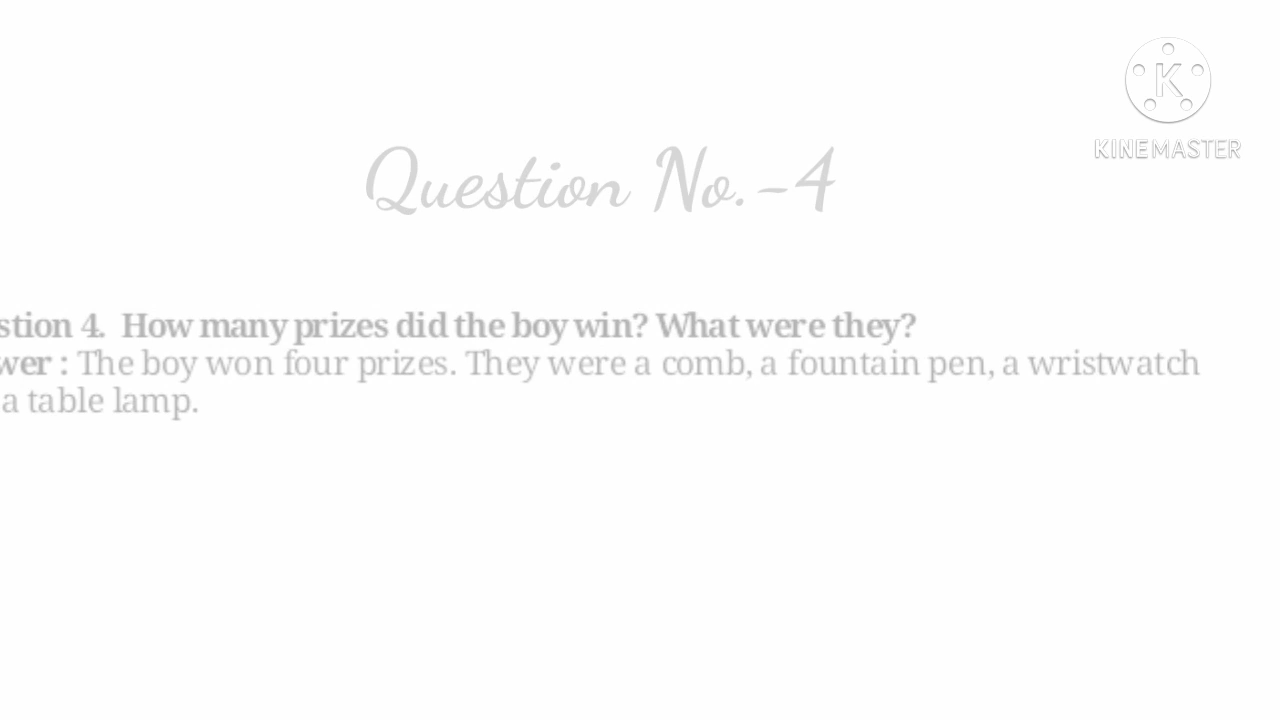 K
KINEMASTER
Question No.-4
stion 4. How many prizes did the boy win? What were they?
wer : The boy won four prizes. They were a comb, a fountain pen, a wristwatch
a table lamp.